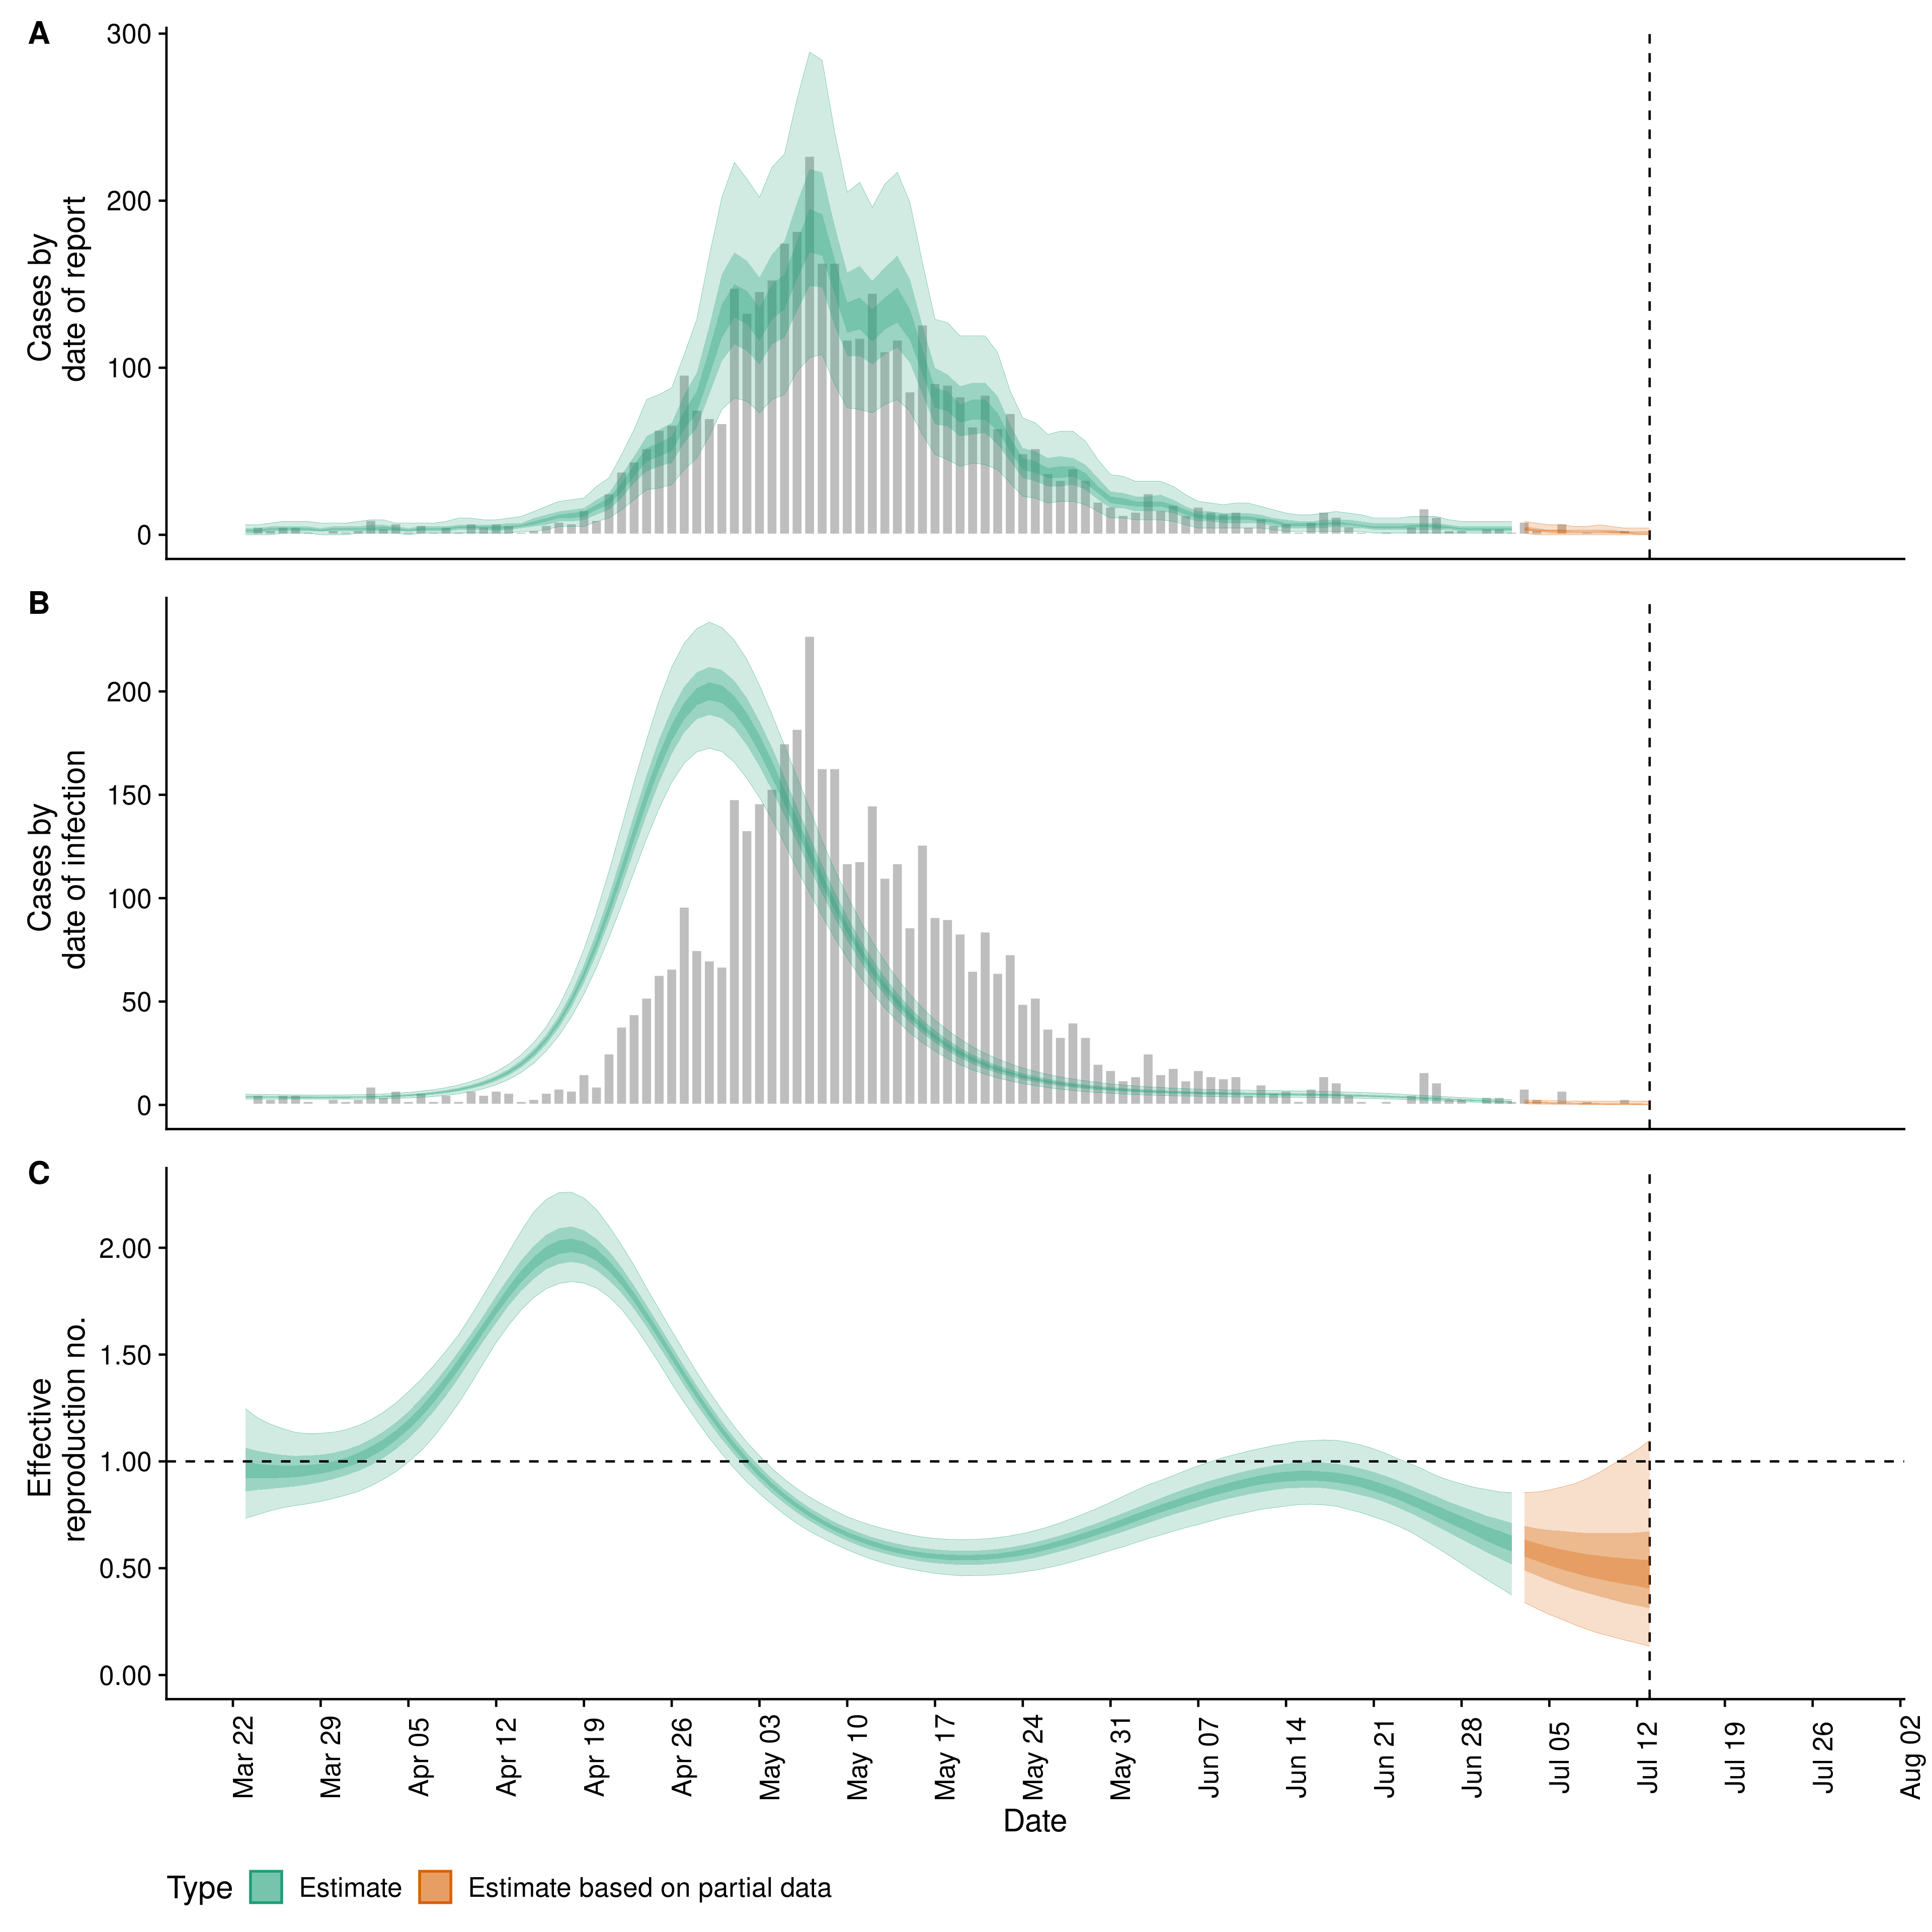 A
300
200
100
0
Cases by
date of report
B
200
150
100
50
0
Cases by
date of infection
C
2.00
1.50
1.00
0.50
0.00
Effective
reproduction no.
Mar 22
Mar 29
Apr 05
Apr 12
Apr 19
Apr 26
May 03
May 10
May 17
May 24
May 31
Jun 07
Jun 14
Jun 21
Jun 28
Jul 05
Jul 12
Jul 19
Jul 26
Aug 02
Date
Type Estimate Estimate based on partial data